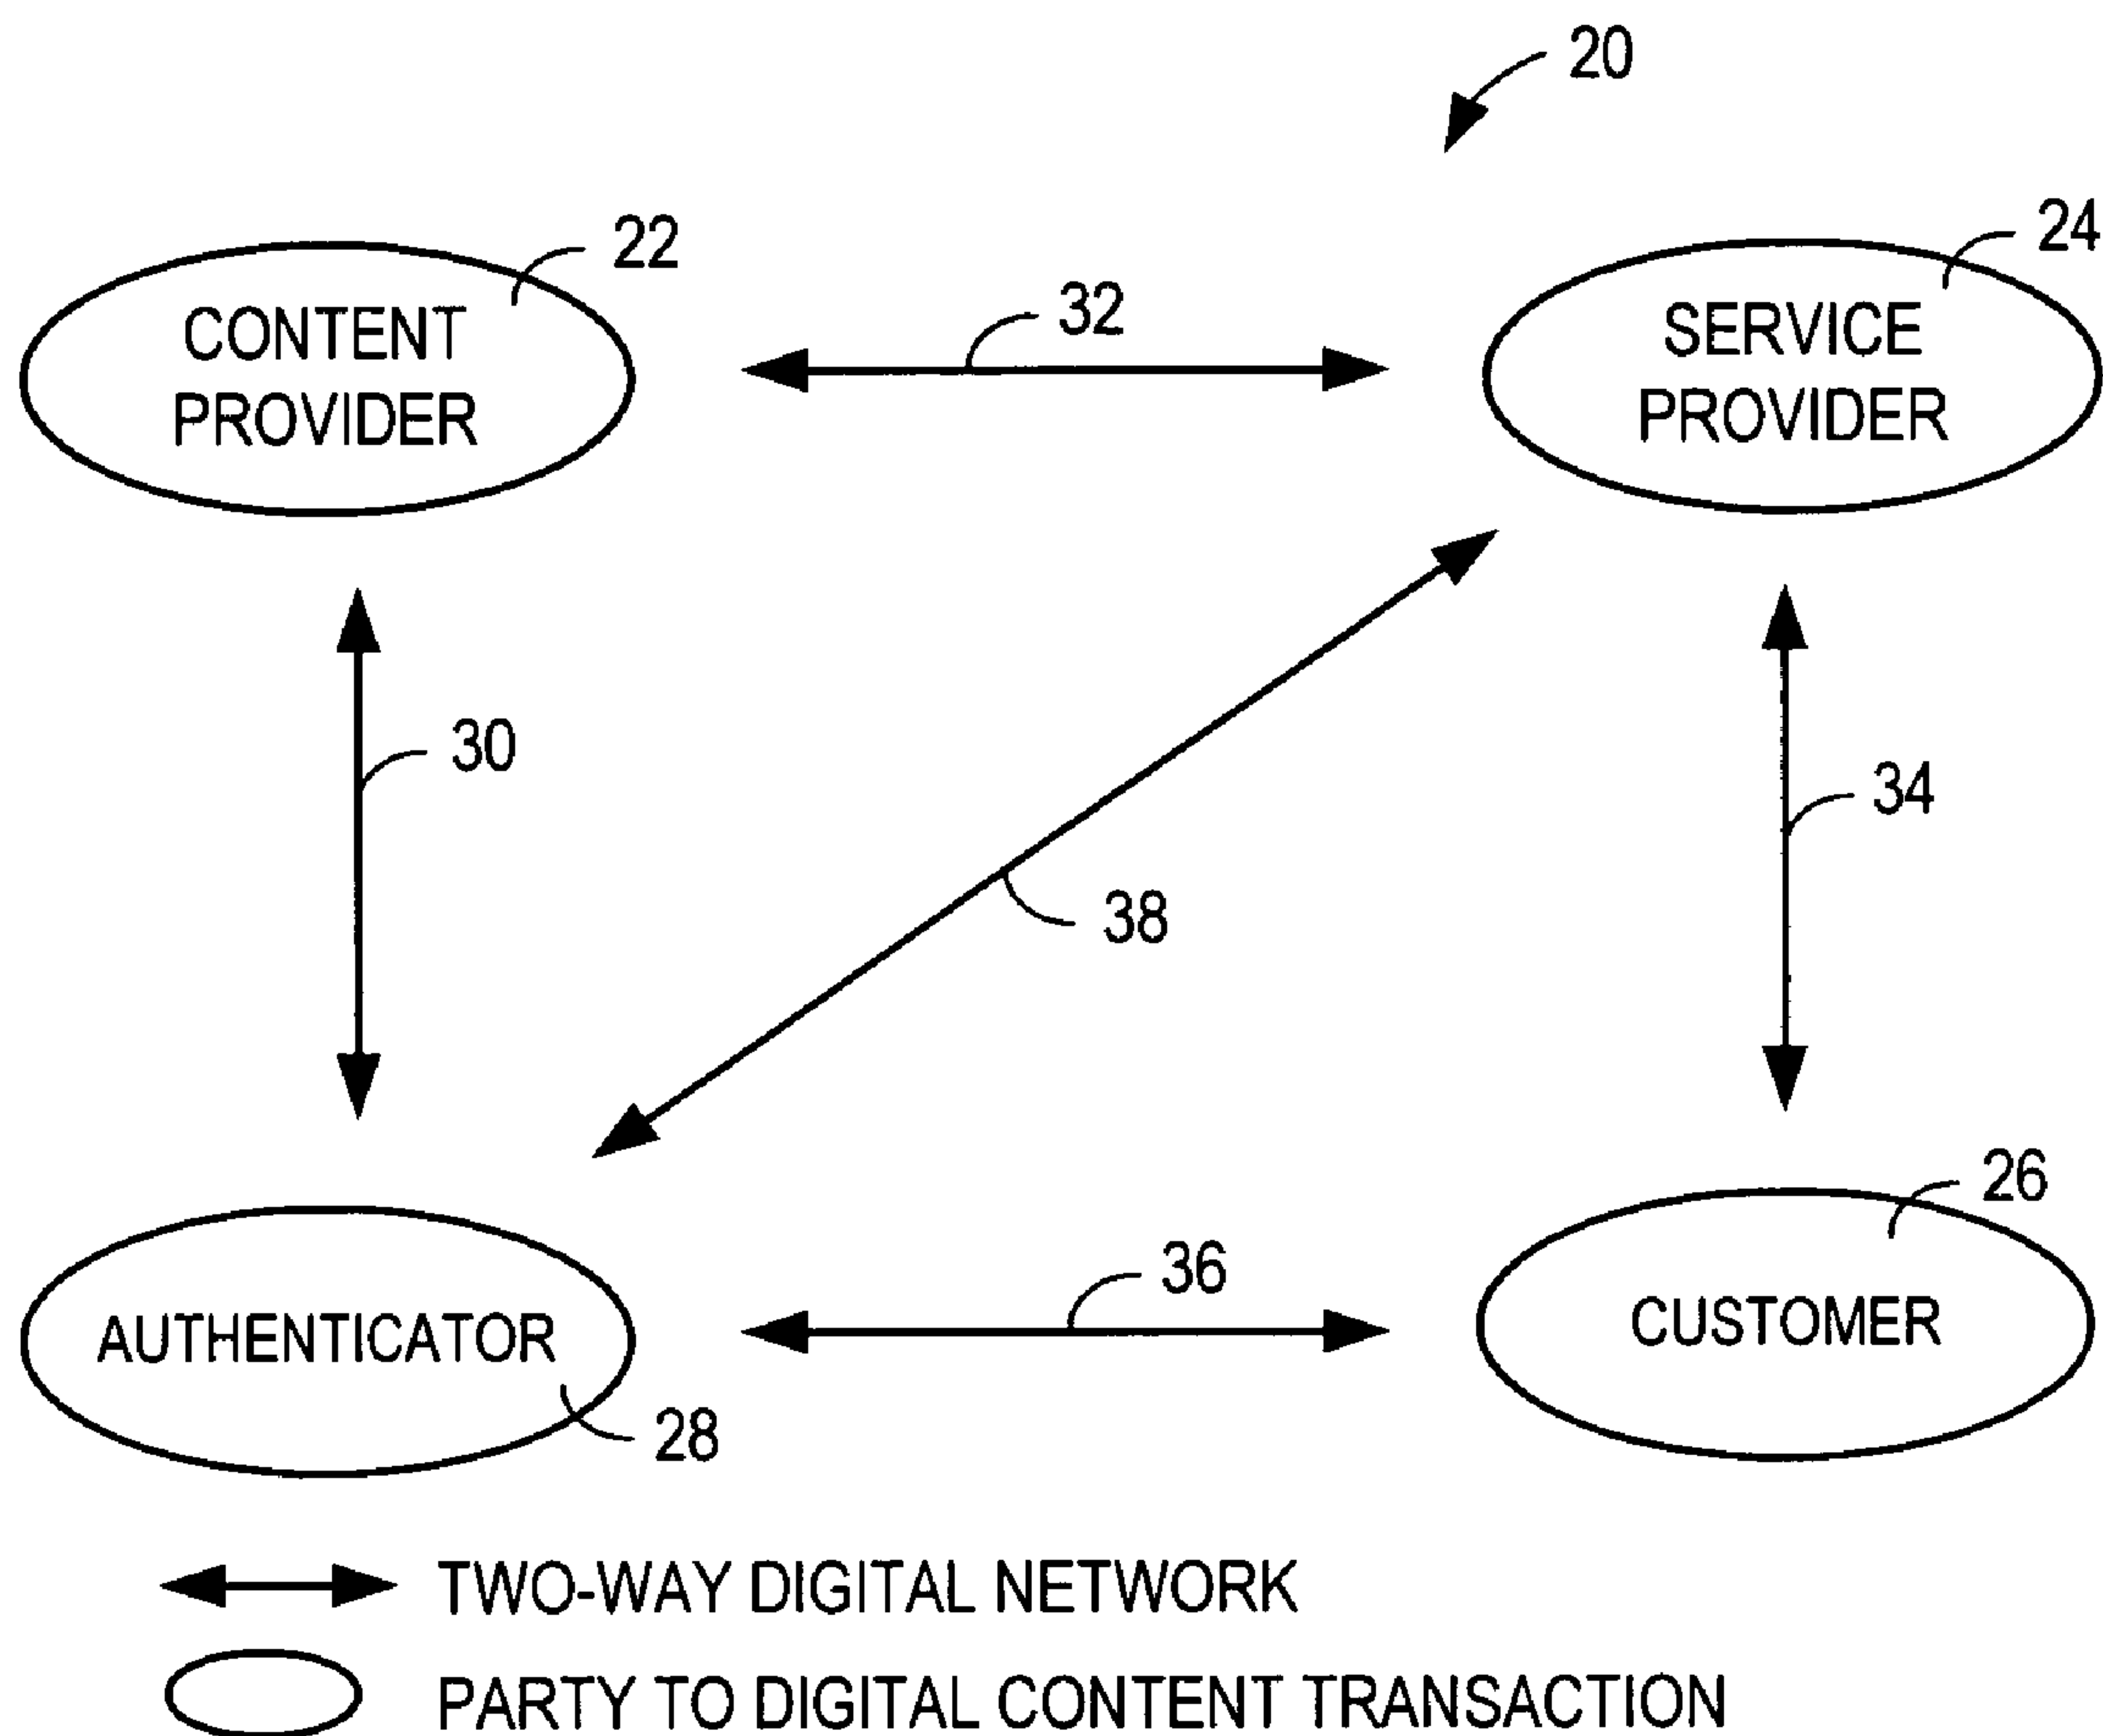 20
22
CONTENT
PROVIDER
32
24
SERVICE
PROVIDER
30
38
34
AUTHENTICATOR
28
36
26
CUSTOMER
TWO-WAY DIGITAL NETWORK
PARTY TO DIGITAL CONTENT TRANSACTION